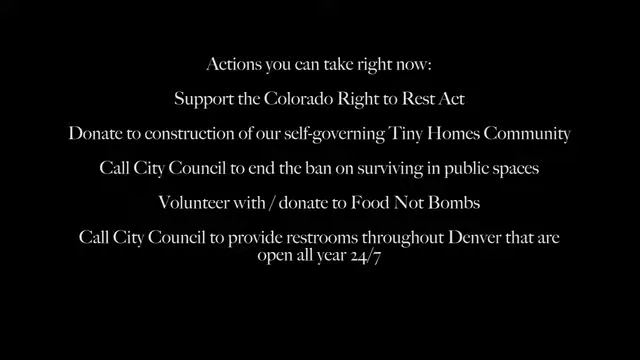 Actions you can take right now:
Support the Colorado Right to Rest Act
Donate to construction of our self-governing Tiny Homes Community
Call City Council to end the ban on surviving in public spaces
Volunteer with / donate to Food Not Bombs
Call City Council to provide restrooms throughout Denver that are
open all year 24/7